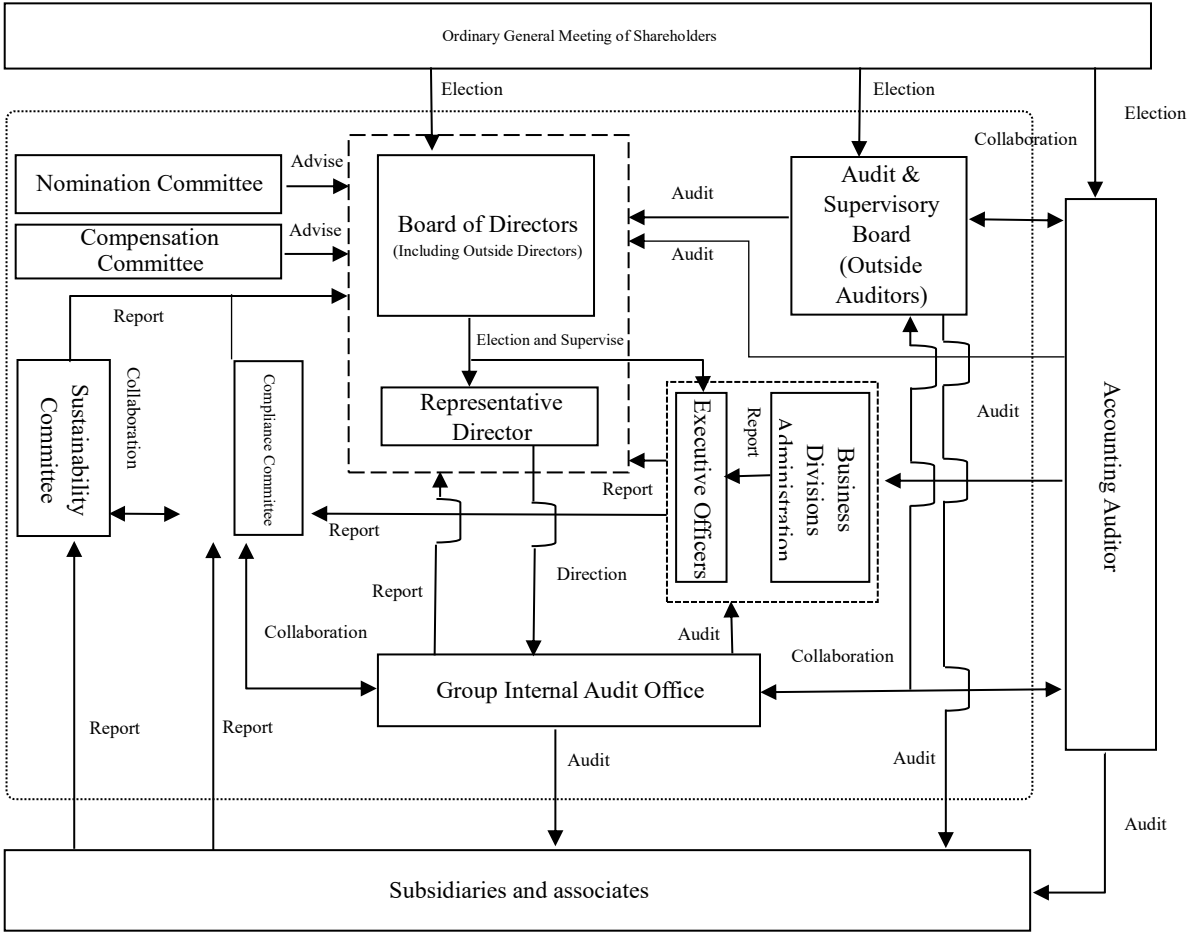 Ordinary General Meeting of Shareholders
Election
Election
Election
Collaboration
Nomination Committee
Advise
Board of Directors
(Including Outside Directors)
Audit
Audit &
Supervisory
Board
(Outside
Auditors)
Compensation
Committee
Advise
Audit
Report
Election and Supervise
Sustainability
Committee
Collaboration
Compliance Committee
Representative
Director
Executive Officers
Report
Business
Divisions
Administration
Audit
Accounting Auditor
Report
Report
Direction
Report
Collaboration
Audit
Collaboration
Group Internal Audit Office
Report
Report
Audit
Audit
Audit
Subsidiaries and associates